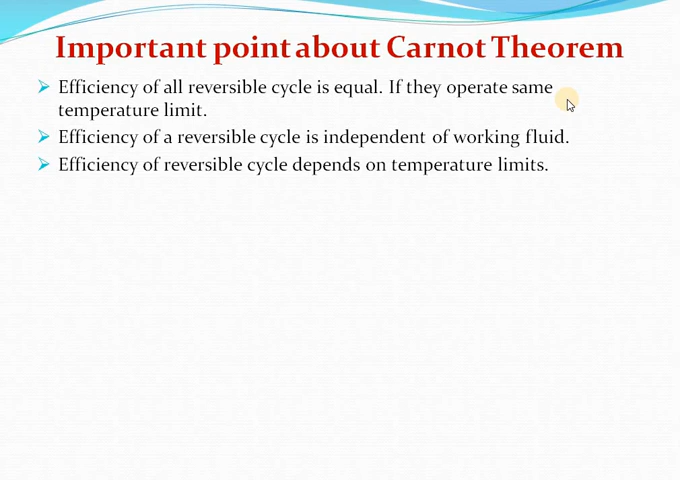 Important point about Carnot Theorem
Efficiency of all reversible cycle is equal. If they operate same
temperature limit.
Efficiency of a reversible cycle is independent of working fluid.
Efficiency of reversible cycle depends on temperature limits.